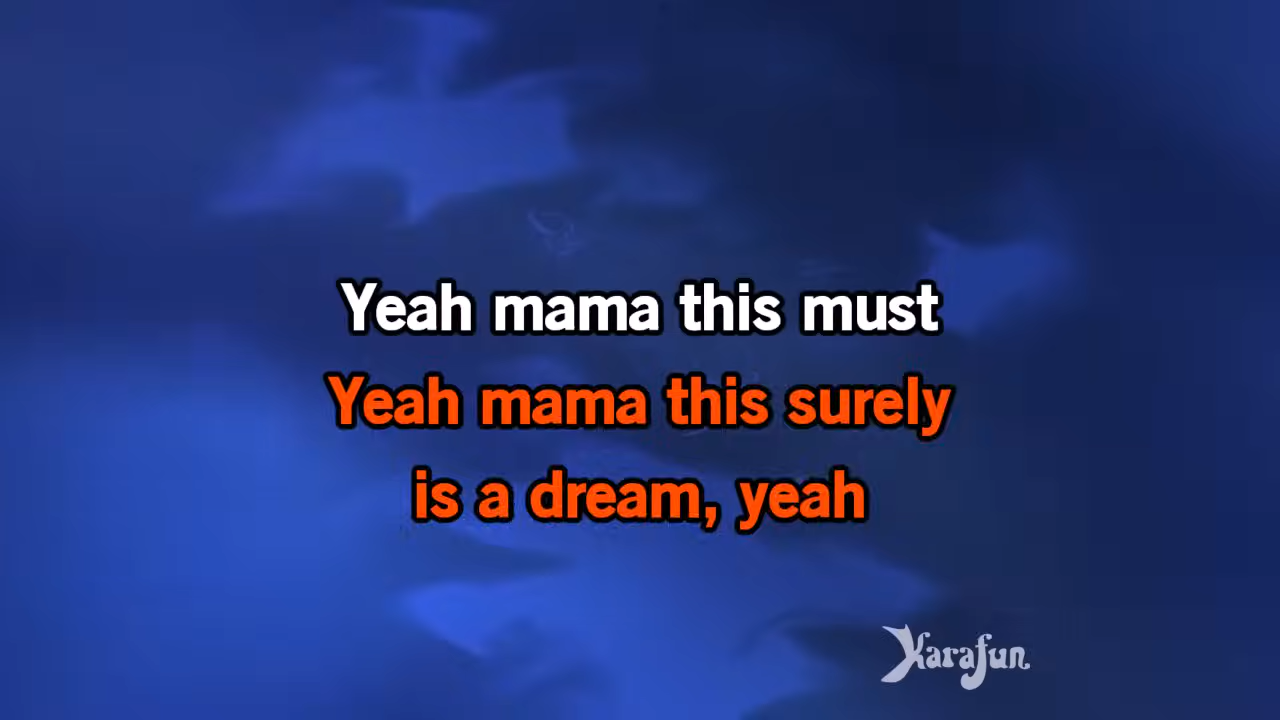 Yeah mama this must
Yeah mama this surely
is a dream, yeah
Karafun